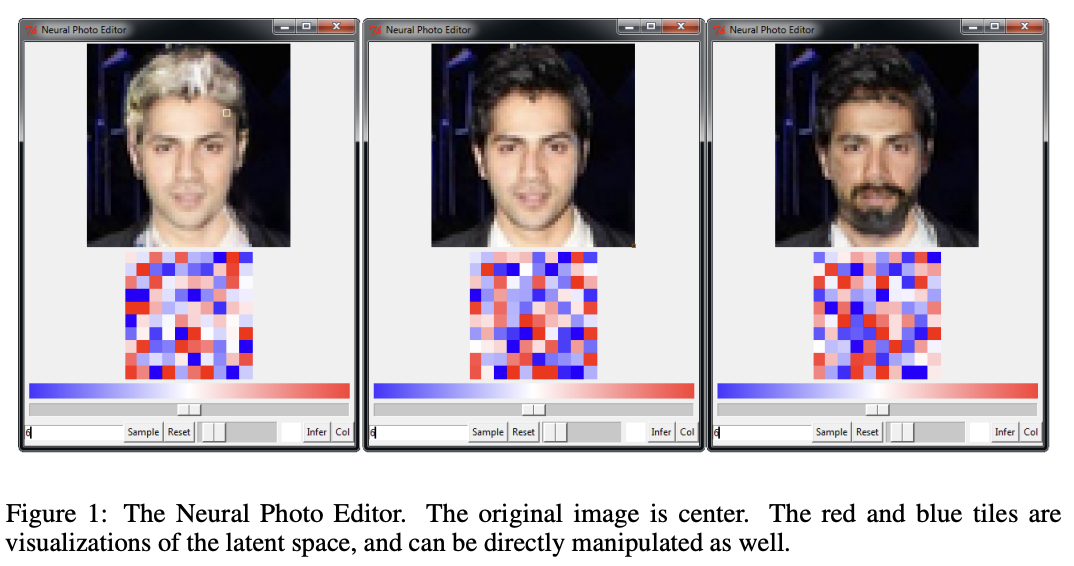 Neural Photo Editor
Neural Photo Editor
Neural Photo Editor
6 Sample Reset Infer Col
6 Sample Reset Infer Col
6 Sample Reset Infer Col
Figure 1: The Neural Photo Editor. The original image is center. The red and blue tiles are
visualizations of the latent space, and can be directly manipulated as well.